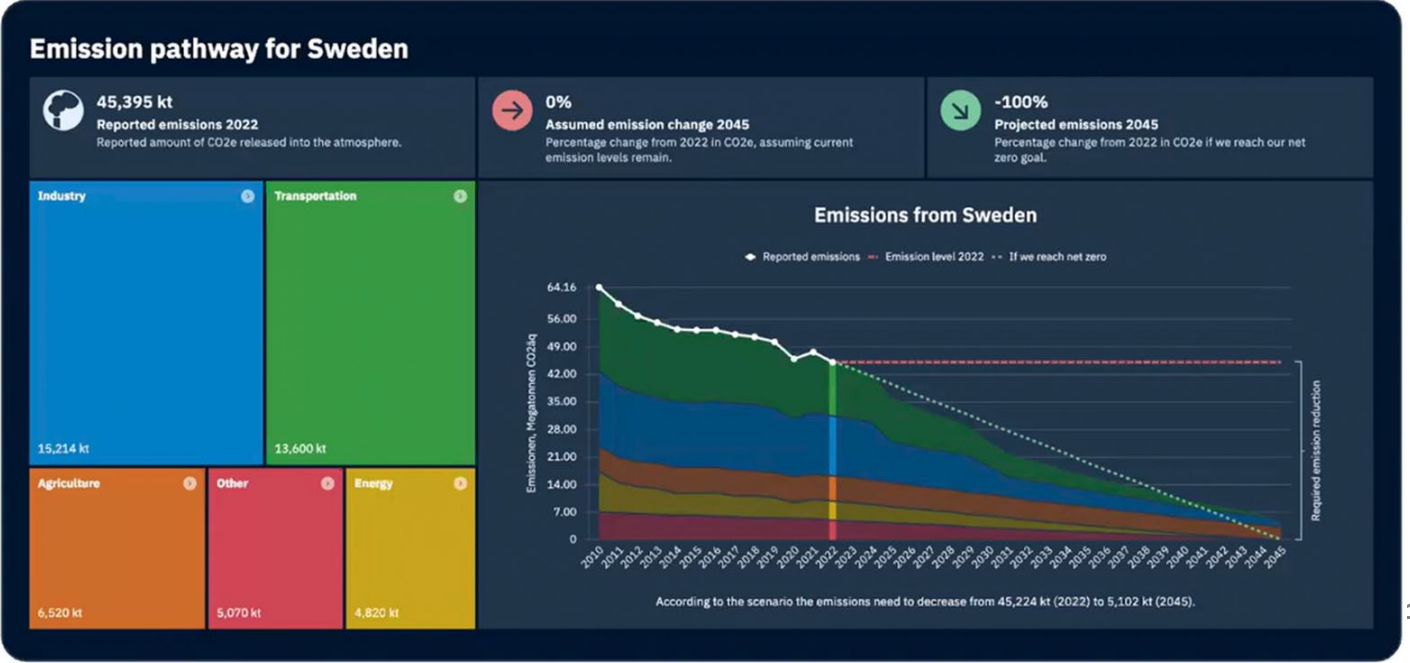 Emission pathway for Sweden
45,395 kt
Reported emissions 2022
Reported amount of CO2e released into the atmosphere.
0%
Assumed emission change 2045
Percentage change from 2022 in CO2e, assuming current
emission levels remain.
-100%
Projected emissions 2045
Percentage change from 2022 in CO2e if we reach our net
zero goal.
Industry
15,214 kt
Transportation
13,600 kt
Agriculture
6,520 kt
Other
5,070 kt
Energy
4,820 kt
Emissions from Sweden
Reported emissions
Emission level 2022
If we reach net zero
Emissionen, Megatonnen CO2äq
64.16
56.00
49.00
42.00
35.00
28.00
21.00
14.00
7.00
0
2010
2011
2012
2013
2014
2015
2016
2017
2018
2019
2020
2021
2022
2023
2024
2025
2026
2027
2028
2029
2030
2031
2032
2033
2034
2035
2036
2037
2038
2039
2040
2041
2042
2043
2044
2045
Required emission reduction
According to the scenario the emissions need to decrease from 45,224 kt (2022) to 5,102 kt (2045).